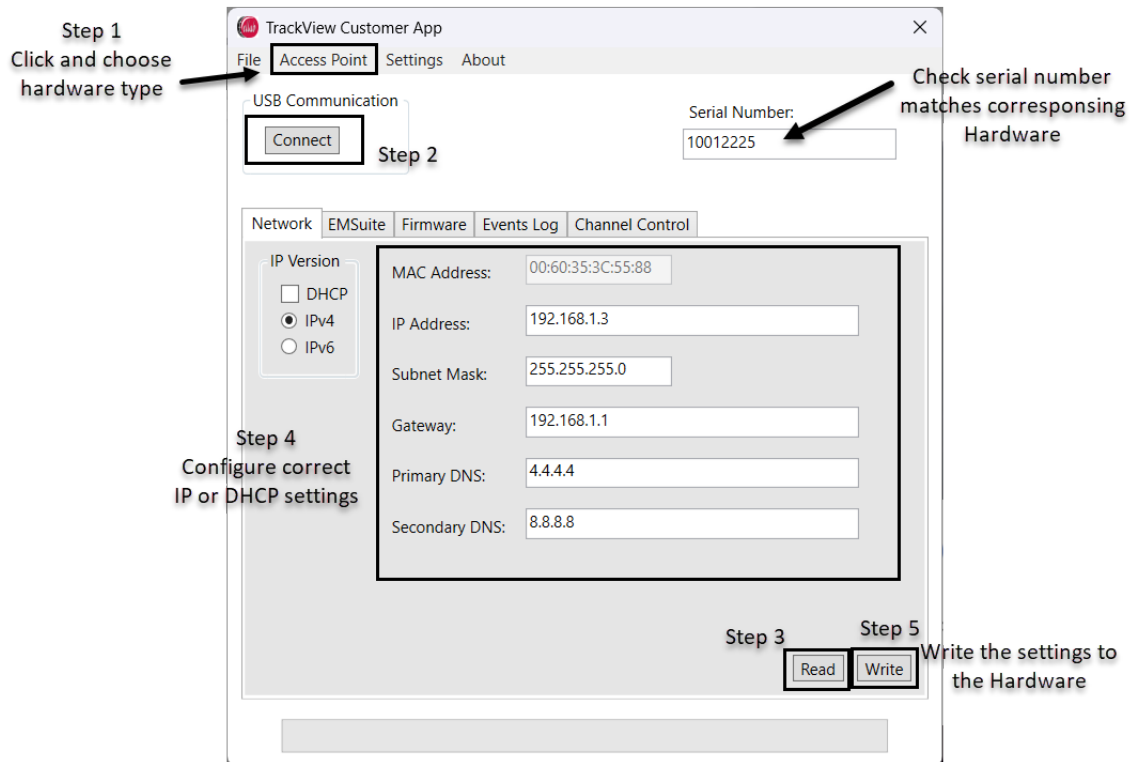 TrackView Customer App
Step 1
Click and choose
hardware type
File Access Point Settings About
Check serial number
matches corresponsing
Hardware
USB Communication
Connect
Step 2
Serial Number:
10012225
Network EMSuite Firmware Events Log Channel Control
IP Version
DHCP
IPv4
IPv6
MAC Address: 00:60:35:3C:55:88
IP Address: 192.168.1.3
Subnet Mask: 255.255.255.0
Gateway: 192.168.1.1
Primary DNS: 4.4.4.4
Secondary DNS: 8.8.8.8
Step 4
Configure correct
IP or DHCP settings
Step 3
Read
Step 5
Write
Write the settings to
the Hardware